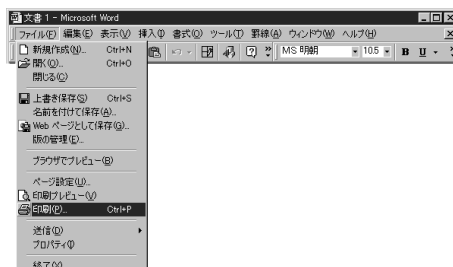 文書 1 - Microsoft Word
ファイル(F) 編集(E) 表示(V) 挿入(I) 書式(O) ツール(T) 罫線(A) ウィンドウ(W) ヘルプ(H)
新規作成(N)... Ctrl+N
MS 明朝 10.5 B U
開く(O)... Ctrl+O
閉じる(C)
上書き保存(S) Ctrl+S
名前を付けて保存(A)...
Web ページとして保存(G)...
版の管理(E)...
ブラウザでプレビュー(B)
ページ設定(U)...
印刷プレビュー(V)
印刷(P)... Ctrl+P
送信(D)
プロパティ(I)
終了(X)